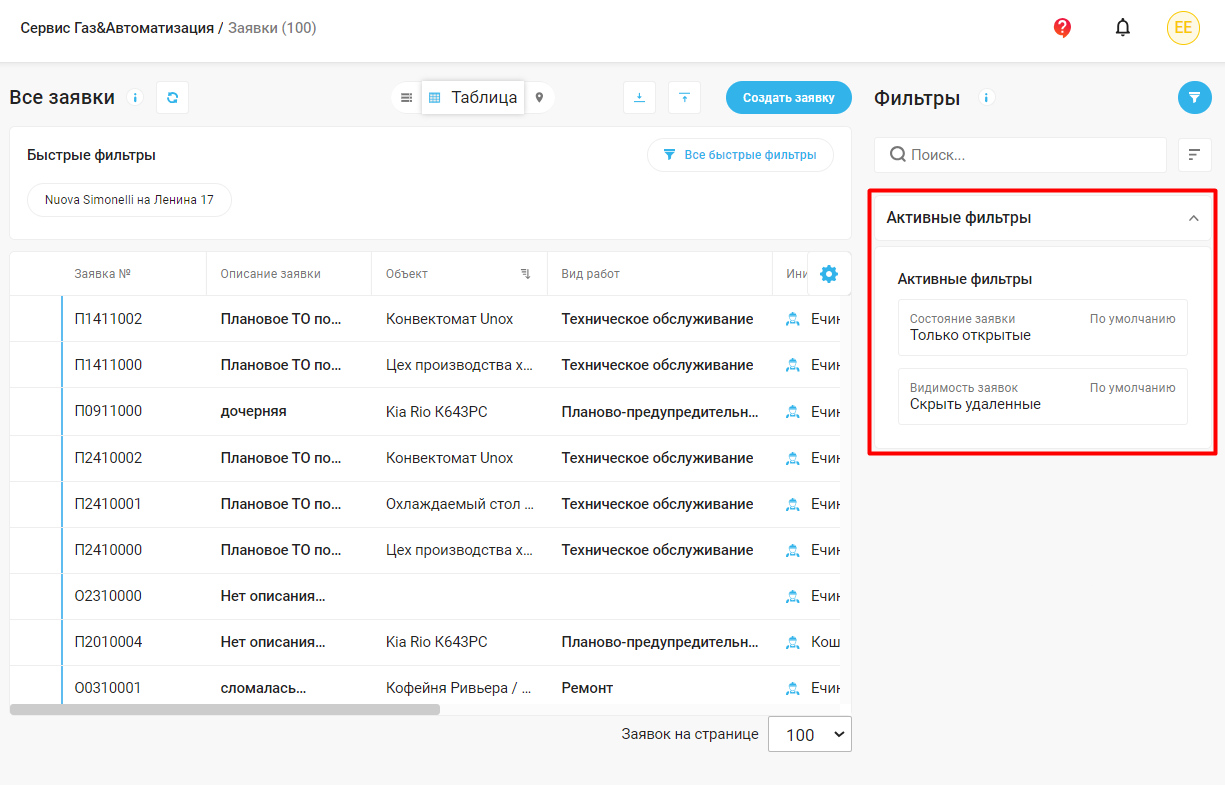 Сервис Газ&Автоматизация / Заявки (100)
EE
Все заявки
Таблица
Создать заявку
Быстрые фильтры
Все быстрые фильтры
Nuova Simonelli на Ленина 17
Заявка № Описание заявки Объект Вид работ Ини
П1411002 Плановое ТО по... Конвектомат Unox Техническое обслуживание Ечин
П1411000 Плановое ТО по... Цех производства х... Техническое обслуживание Ечин
П0911000 дочерняя Kia Rio К643РС Планово-предупредительн... Ечин
П2410002 Плановое ТО по... Конвектомат Unox Техническое обслуживание Ечин
П2410001 Плановое ТО по... Охлаждаемый стол ... Техническое обслуживание Ечин
П2410000 Плановое ТО по... Цех производства х... Техническое обслуживание Ечин
О2310000 Нет описания... Ечин
П2010004 Нет описания... Kia Rio К643РС Планово-предупредительн... Кош
О0310001 сломалась... Кофейня Ривьера / ... Ремонт Ечин
Заявок на странице 100
Фильтры
Поиск...
Активные фильтры
Активные фильтры
Состояние заявки По умолчанию
Только открытые
Видимость заявок По умолчанию
Скрыть удаленные